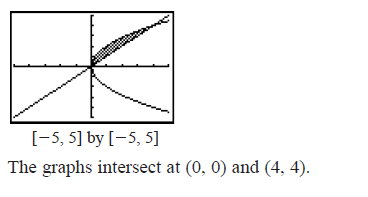 [−5, 5] by [−5, 5]
The graphs intersect at (0, 0) and (4, 4).